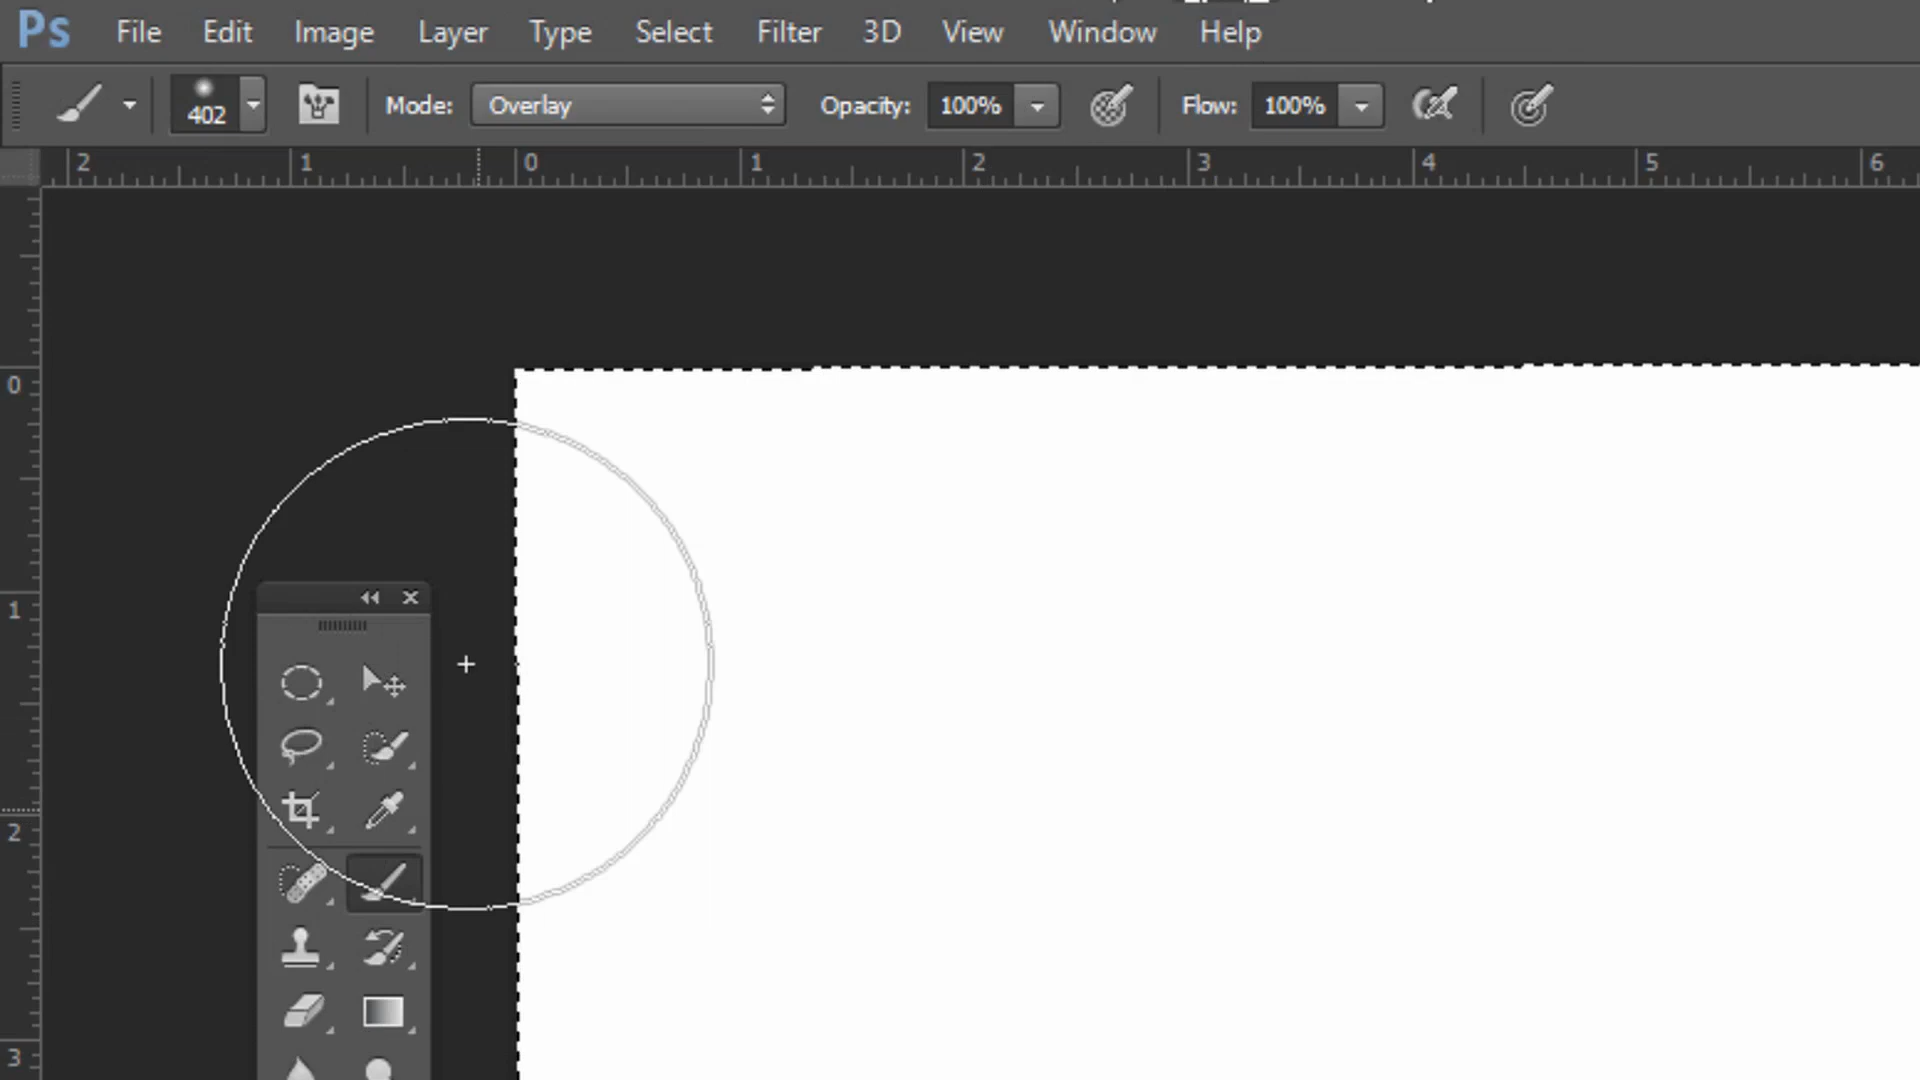 Ps File Edit Image Layer Type Select Filter 3D View Window Help
402 Mode: Overlay Opacity: 100% Flow: 100%
2 1 0 1 2 3 4 5 6
0
1
2
3